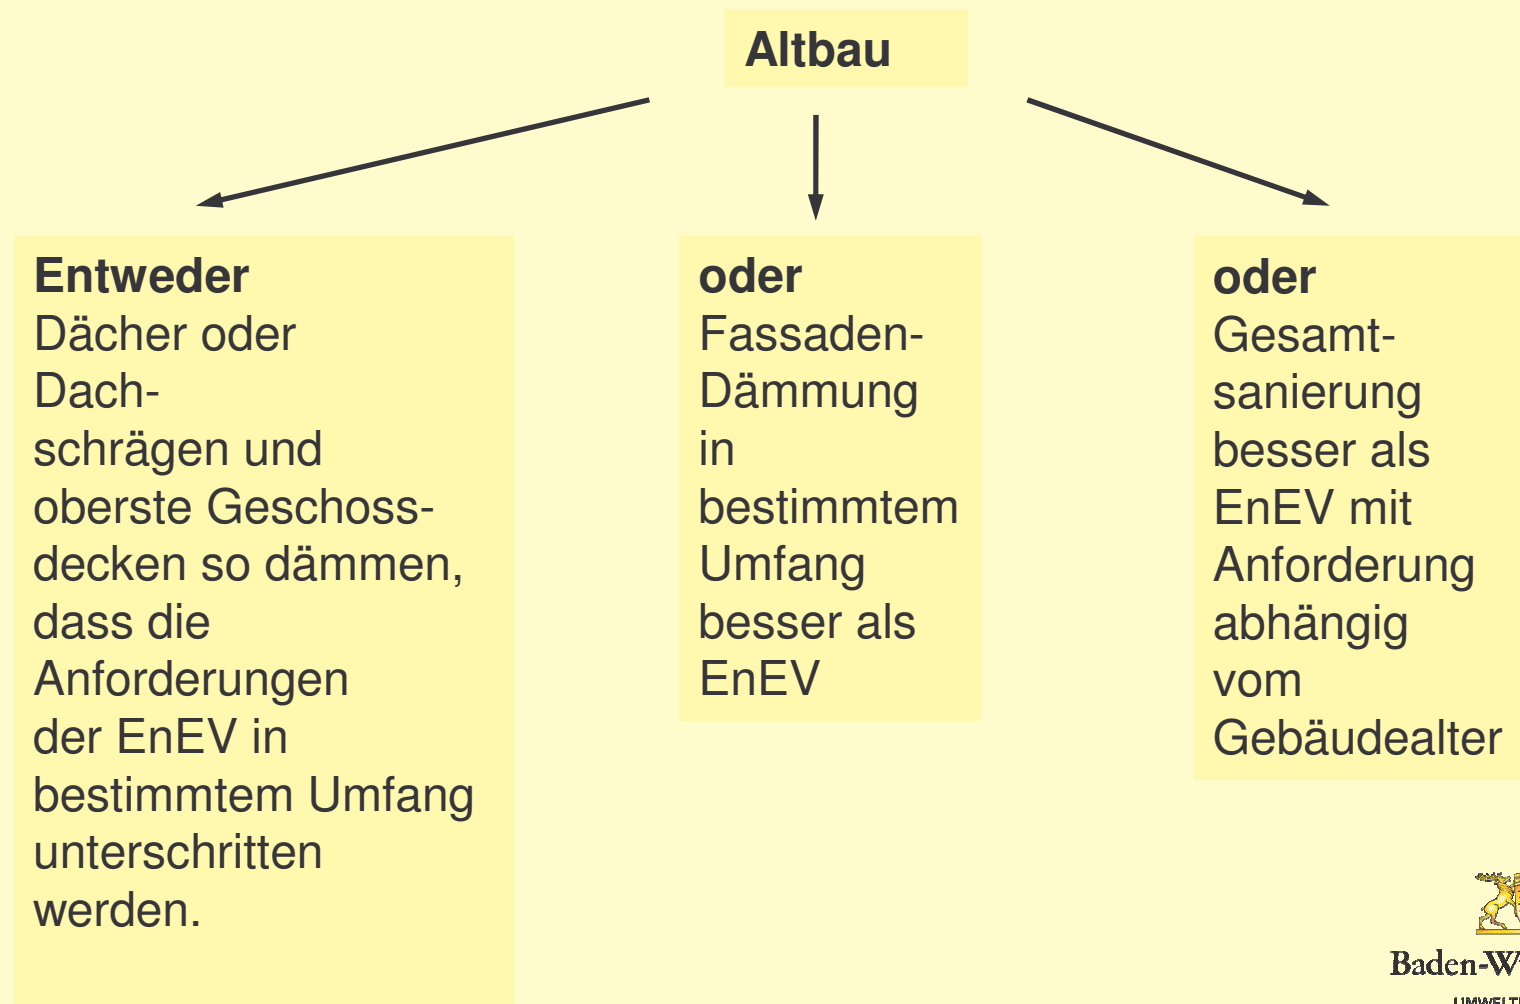 Altbau
Entweder
Dächer oder
Dach-
schrägen und
oberste Geschoss-
decken so dämmen,
dass die
Anforderungen
der EnEV in
bestimmtem Umfang
unterschritten
werden.
oder
Fassaden-
Dämmung
in
bestimmtem
Umfang
besser als
EnEV
oder
Gesamt-
sanierung
besser als
EnEV mit
Anforderung
abhängig
vom
Gebäudealter